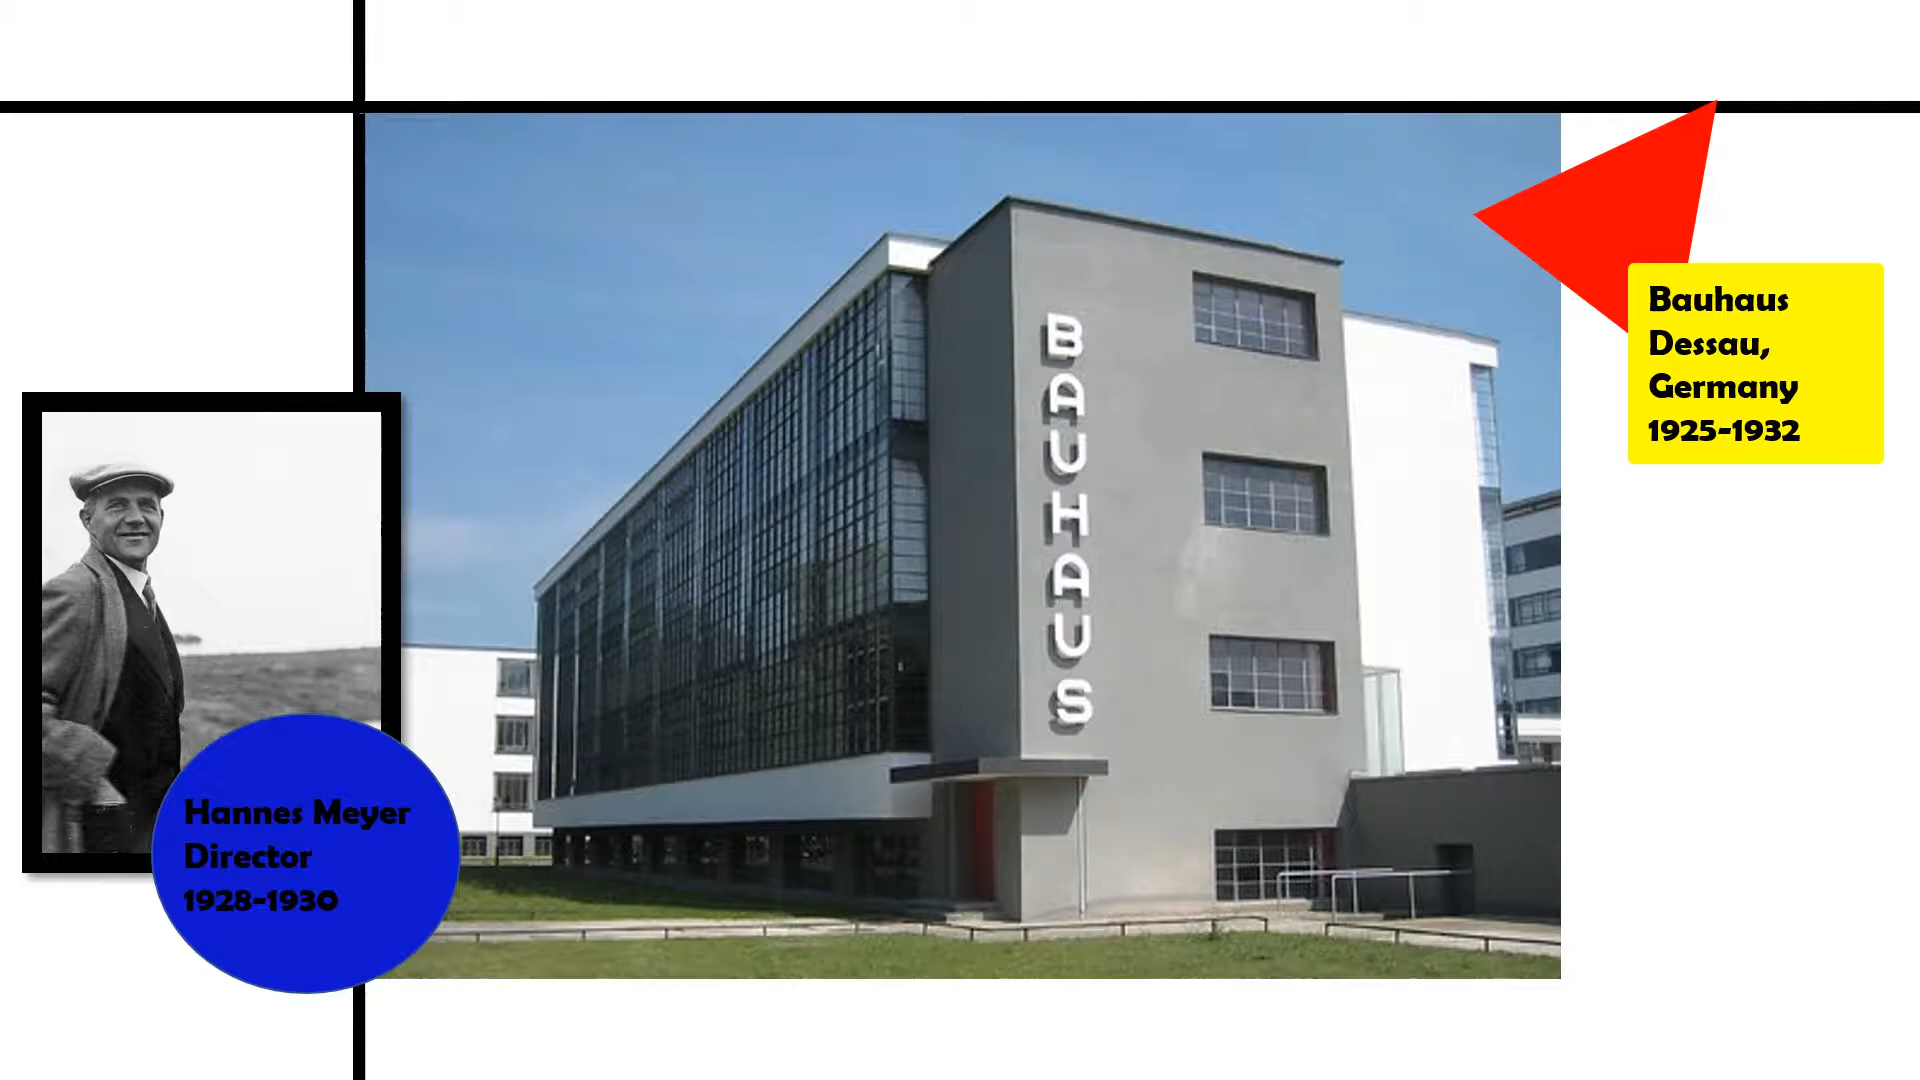 BAUHAUS
Bauhaus
Dessau,
Germany
1925-1932
Hannes Meyer
Director
1928-1930